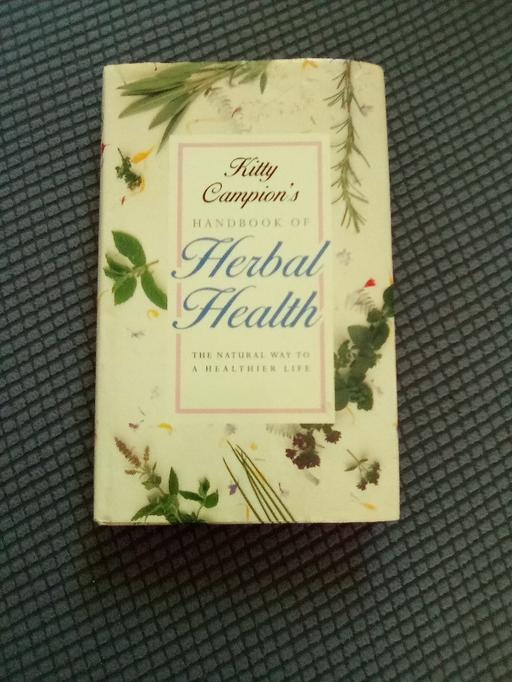 Kitty
Campion's
HANDBOOK OF
Herbal
Health
THE NATURAL WAY TO
A HEALTHIER LIFE